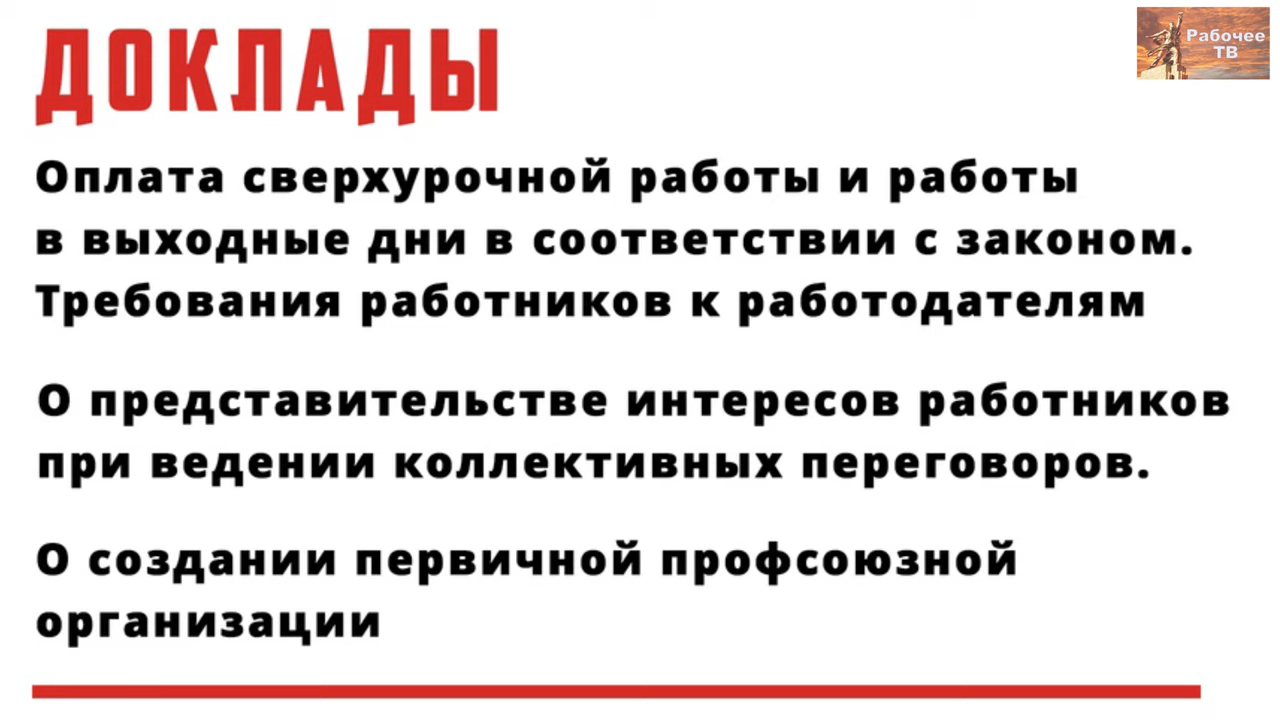 ДОКЛАДЫ
Рабочее
ТВ
Оплата сверхурочной работы и работы
в выходные дни в соответствии с законом.
Требования работников к работодателям
О представительстве интересов работников
при ведении коллективных переговоров.
О создании первичной профсоюзной
организации